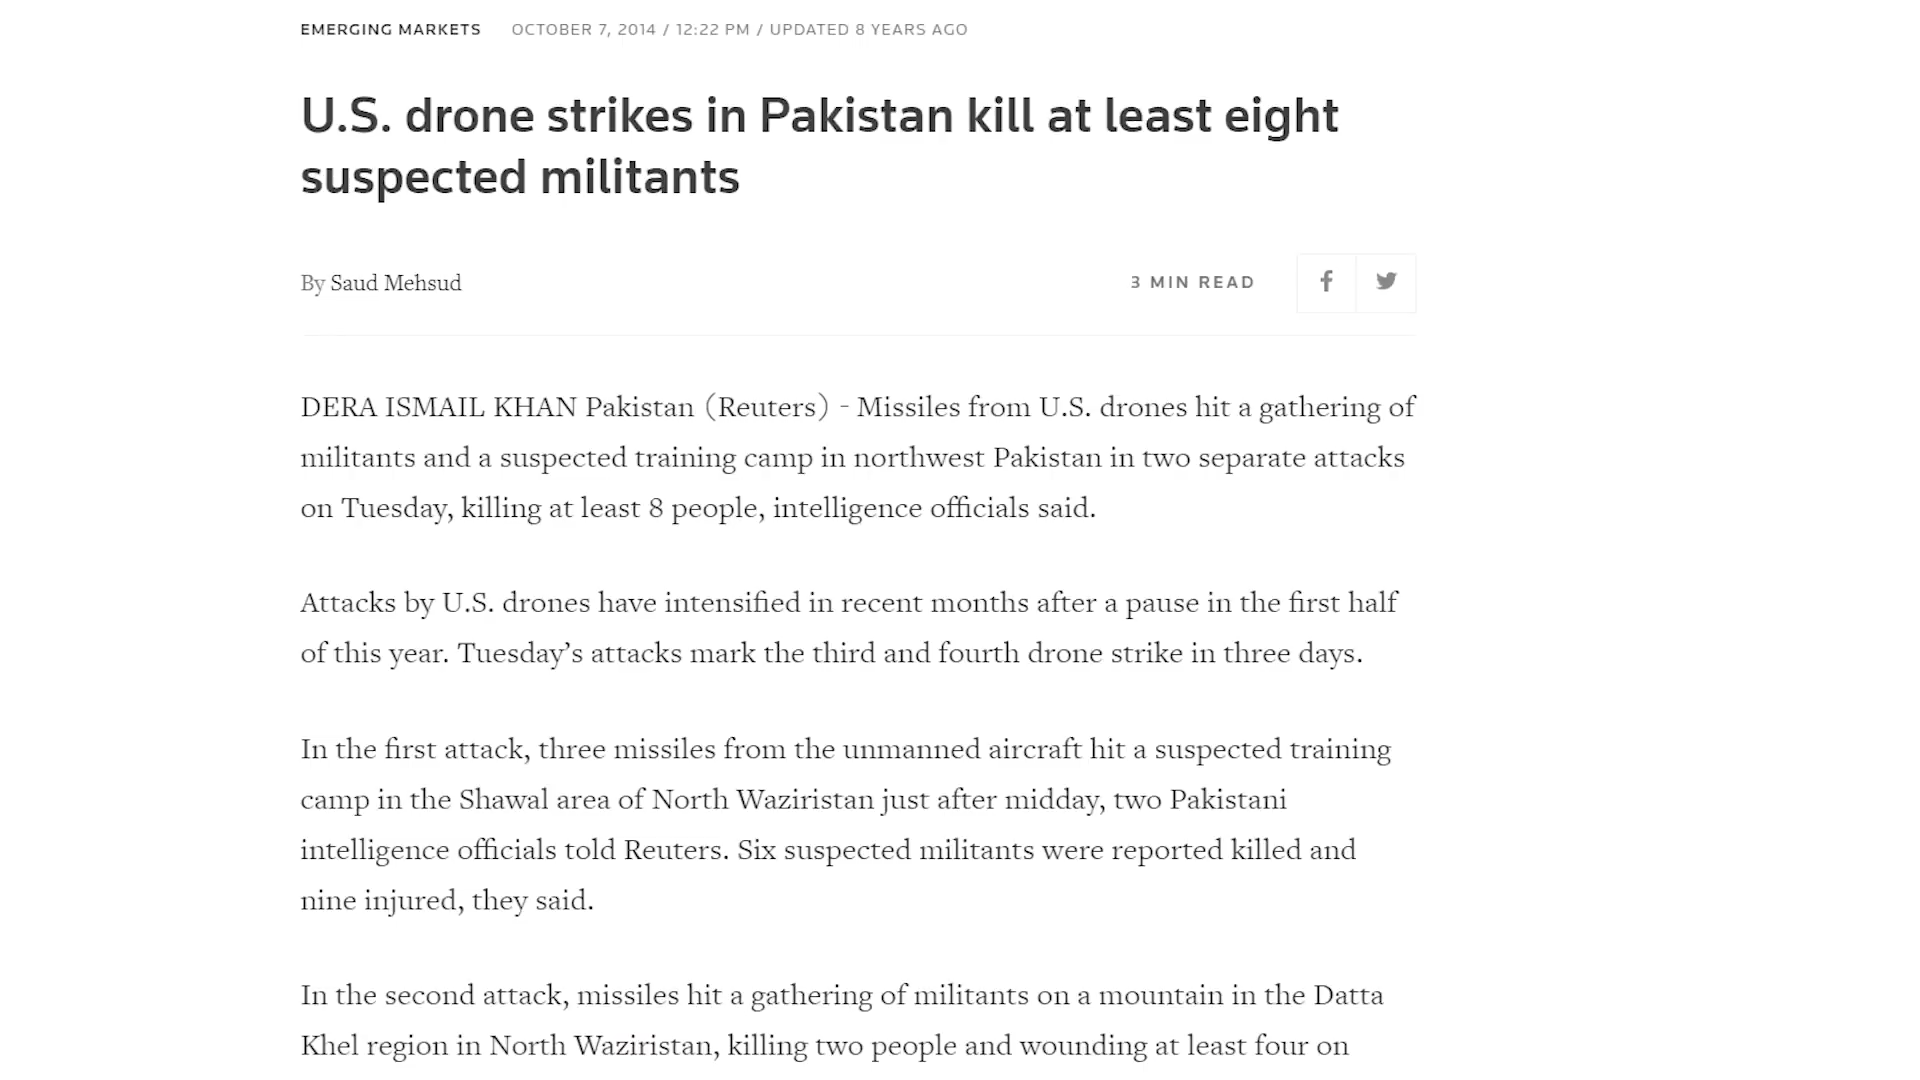 EMERGING MARKETS OCTOBER 7, 2014 / 12:22 PM / UPDATED 8 YEARS AGO
U.S. drone strikes in Pakistan kill at least eight
suspected militants
By Saud Mehsud 3 MIN READ
DERA ISMAIL KHAN Pakistan (Reuters) - Missiles from U.S. drones hit a gathering of
militants and a suspected training camp in northwest Pakistan in two separate attacks
on Tuesday, killing at least 8 people, intelligence officials said.
Attacks by U.S. drones have intensified in recent months after a pause in the first half
of this year. Tuesday’s attacks mark the third and fourth drone strike in three days.
In the first attack, three missiles from the unmanned aircraft hit a suspected training
camp in the Shawal area of North Waziristan just after midday, two Pakistani
intelligence officials told Reuters. Six suspected militants were reported killed and
nine injured, they said.
In the second attack, missiles hit a gathering of militants on a mountain in the Datta
Khel region in North Waziristan, killing two people and wounding at least four on